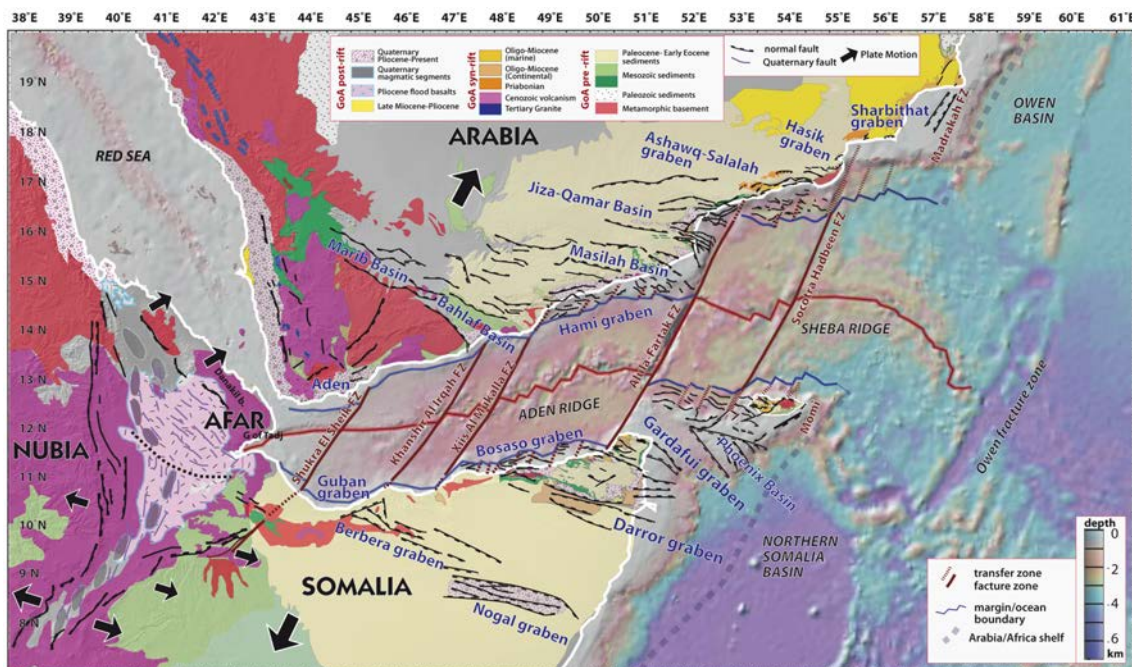 38°E 39°E 40°E 41°E 42°E 43°E 44°E 45°E 46°E 47°E 48°E 49°E 50°E 51°E 52°E 53°E 54°E 55°E 56°E 57°E 58°E 59°E 60°E 61°E
19 N
18 N
17 N
16 N
15 N
14 N
13 N
12 N
11 N
10 N
9 N
8 N
GoA post-rift
Quaternary
Pliocene-Present
Quaternary
magmatic segments
Pliocene flood basalts
Late Miocene-Pliocene
GoA syn-rift
Oligo-Miocene
(marine)
Oligo-Miocene
(Continental)
Priabonian
Cenozoic volcanism
Tertiary Granite
GoA pre-rift
Paleocene- Early Eocene
sediments
Mesozoic sediments
Paleozoic sediments
Metamorphic basement
normal fault
Quaternary fault
Plate Motion
RED SEA
ARABIA
Ashawq-Salalah
graben
Hasik
graben
Sharbithat
graben
Madrakah FZ
OWEN
BASIN
Jiza-Qamar Basin
Marib Basin
Masilah Basin
Balhaf Basin
Hami graben
Socotra Hadbeen FZ
SHEBA RIDGE
Alula-Fartak FZ
Aden
Danakil b.
AFAR
G of Tadj
NUBIA
Shukra El Sheik FZ
Khanshir Al Irqah FZ
Xiis Al Mukalla FZ
ADEN RIDGE
Bosaso graben
Guban
graben
Gardafui graben
Phoenix Basin
Momi
Owen fracture zone
Berbera graben
Darror graben
SOMALIA
Nogal graben
NORTHERN
SOMALIA
BASIN
transfer zone
facture zone
margin/ocean
boundary
Arabia/Africa shelf
depth
0
-2
-4
-6
km